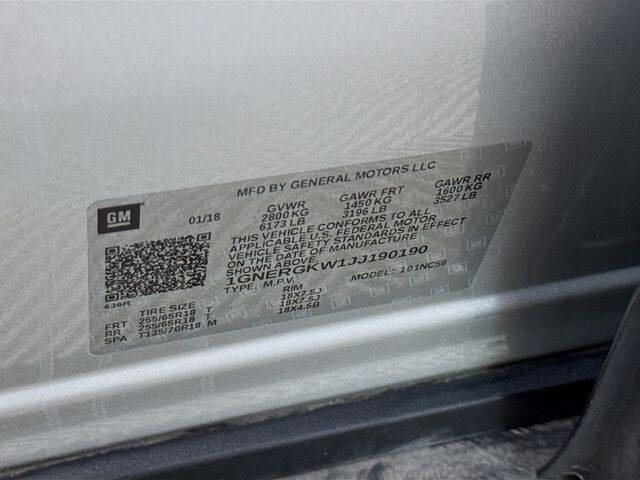 MFD BY GENERAL MOTORS LLC
GM
01/18 GVWR GAWR FRT GAWR RR
2800 KG 1450 KG 1600 KG
6173 LB 3196 LB 3527 LB
THIS VEHICLE CONFORMS TO ALL
APPLICABLE U.S. FEDERAL MOTOR
VEHICLE SAFETY STANDARDS IN EFFECT
ON THE DATE OF MANUFACTURE
SHOWN ABOVE
1GNERGKW1JJ190190
TYPE: M.P.V. MODEL: 101NC56
636R
TIRE SIZE RIM
FRT 255/65R18 T 18X7.5J
RR 255/65R18 T 18X7.5J
SPA T135/70R18 M 18X4.5B